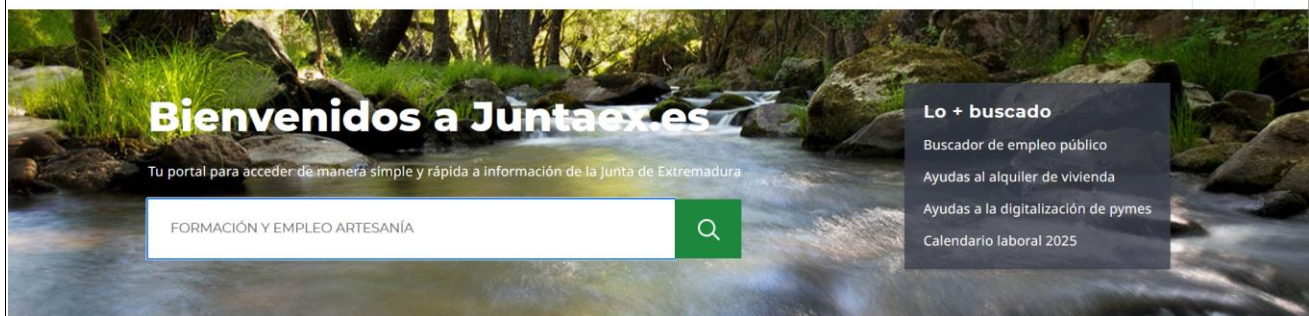 Bienvenidos a Juntaex.es
Tu portal para acceder de manera simple y rápida a información de la Junta de Extremadura
FORMACIÓN Y EMPLEO ARTESANÍA
Lo + buscado
Buscador de empleo público
Ayudas al alquiler de vivienda
Ayudas a la digitalización de pymes
Calendario laboral 2025